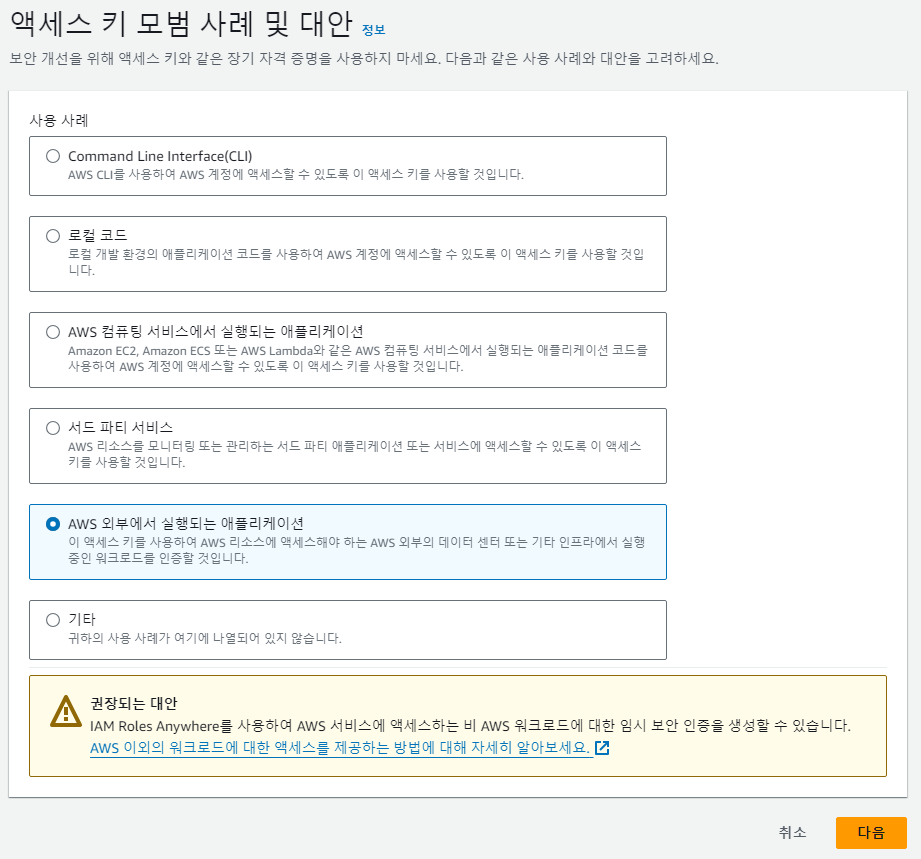 액세스 키 모범 사례 및 대안 정보
보안 개선을 위해 액세스 키와 같은 장기 자격 증명을 사용하지 마세요. 다음과 같은 사용 사례와 대안을 고려하세요.
사용 사례
Command Line Interface(CLI)
AWS CLI를 사용하여 AWS 계정에 액세스할 수 있도록 이 액세스 키를 사용할 것입니다.
로컬 코드
로컬 개발 환경의 애플리케이션 코드를 사용하여 AWS 계정에 액세스할 수 있도록 이 액세스 키를 사용할 것입
니다.
AWS 컴퓨팅 서비스에서 실행되는 애플리케이션
Amazon EC2, Amazon ECS 또는 AWS Lambda와 같은 AWS 컴퓨팅 서비스에서 실행되는 애플리케이션 코드를
사용하여 AWS 계정에 액세스할 수 있도록 이 액세스 키를 사용할 것입니다.
서드 파티 서비스
AWS 리소스를 모니터링 또는 관리하는 서드 파티 애플리케이션 또는 서비스에 액세스할 수 있도록 이 액세스
키를 사용할 것입니다.
AWS 외부에서 실행되는 애플리케이션
이 액세스 키를 사용하여 AWS 리소스에 액세스해야 하는 AWS 외부의 데이터 센터 또는 기타 인프라에서 실행
중인 워크로드를 인증할 것입니다.
기타
귀하의 사용 사례가 여기에 나열되어 있지 않습니다.
권장되는 대안
IAM Roles Anywhere를 사용하여 AWS 서비스에 액세스하는 비 AWS 워크로드에 대한 임시 보안 인증을 생성할 수 있습니다.
AWS 이외의 워크로드에 대한 액세스를 제공하는 방법에 대해 자세히 알아보세요.
취소 다음